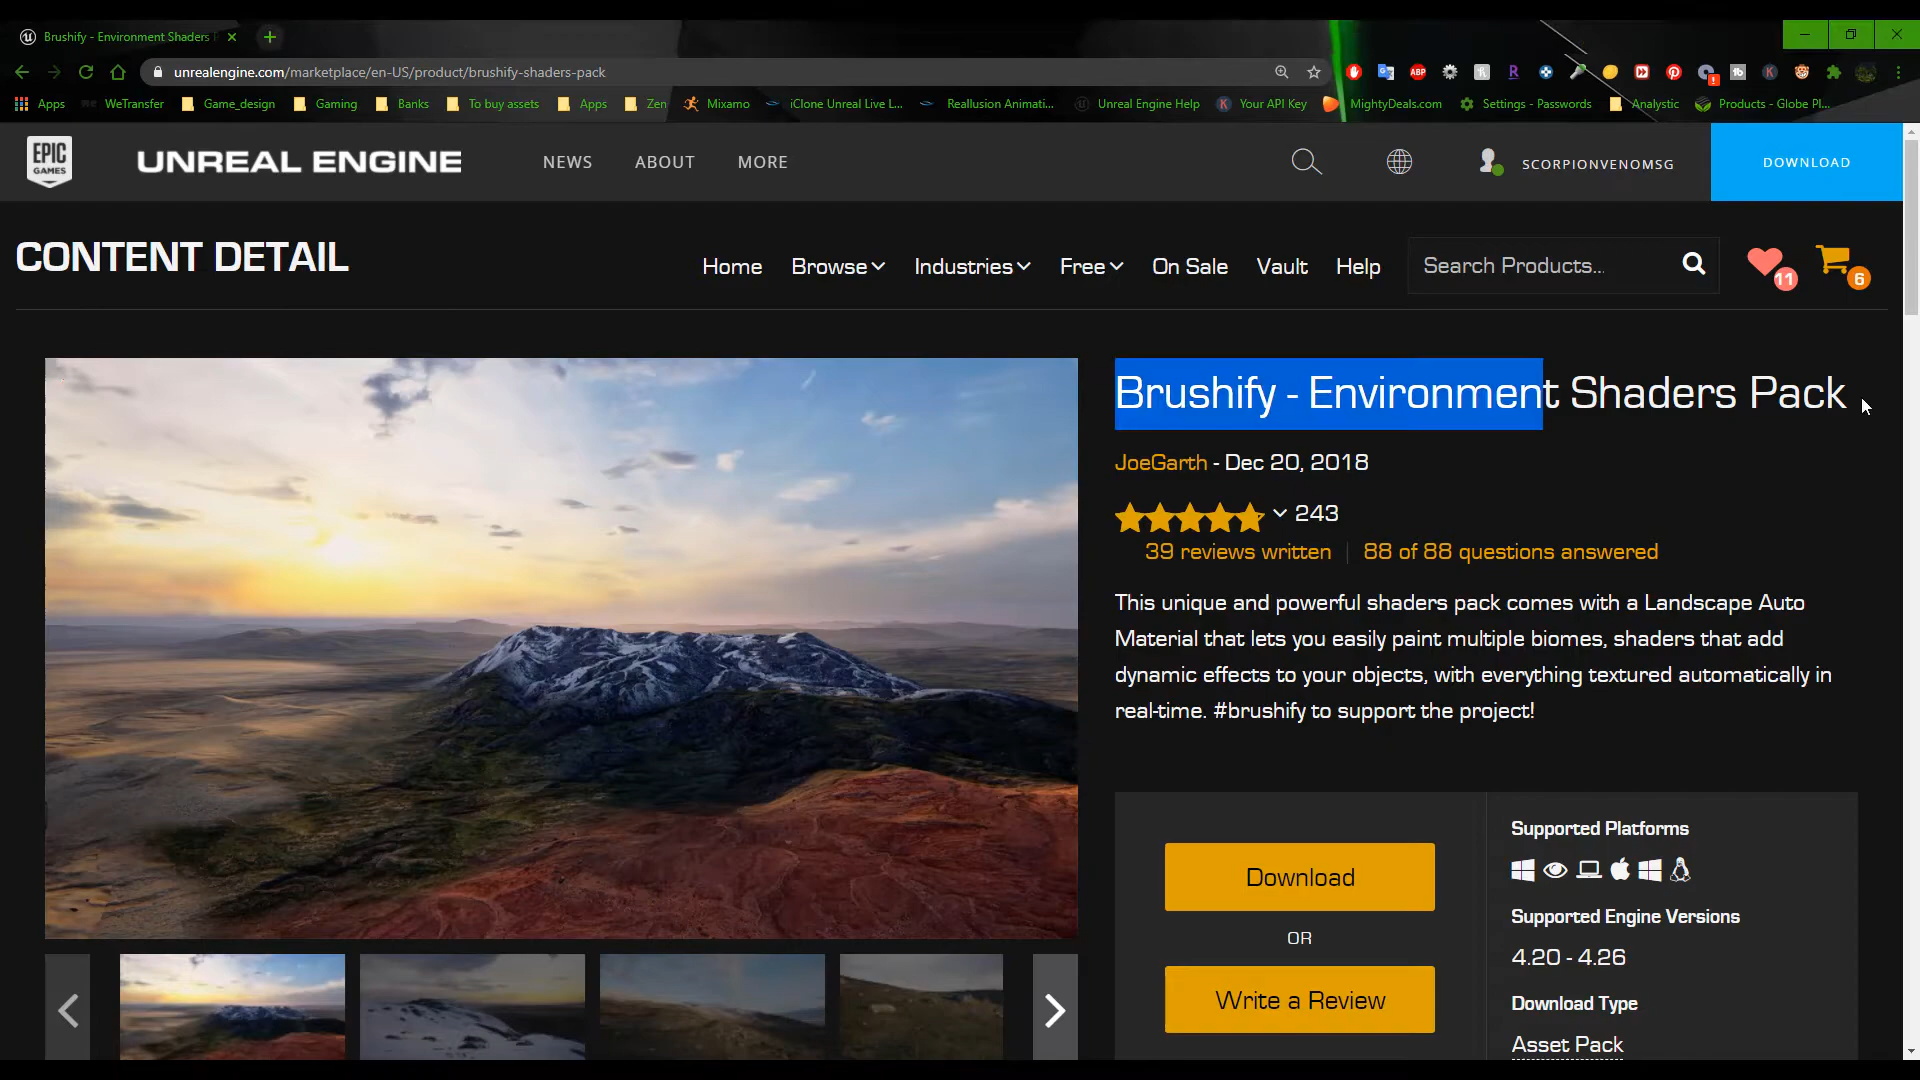 Brushify - Environment Shaders
unrealengine.com/marketplace/en-US/product/brushify-shaders-pack
Apps WeTransfer Game_design Gaming Banks To buy assets Apps Zen Mixamo iClone Unreal Live L... Reallusion Animati... Unreal Engine Help Your API Key MightyDeals.com Settings - Passwords Analystic Products - Globe Pl...
EPIC GAMES
UNREAL ENGINE
NEWS ABOUT MORE
SCORPIONVENOMSG
DOWNLOAD
CONTENT DETAIL
Home Browse Industries Free On Sale Vault Help
Search Products...
11
6
Brushify - Environment Shaders Pack
JoeGarth - Dec 20, 2018
243
39 reviews written | 88 of 88 questions answered
This unique and powerful shaders pack comes with a Landscape Auto
Material that lets you easily paint multiple biomes, shaders that add
dynamic effects to your objects, with everything textured automatically in
real-time. #brushify to support the project!
Download
OR
Write a Review
Supported Platforms
Supported Engine Versions
4.20 - 4.26
Download Type
Asset Pack